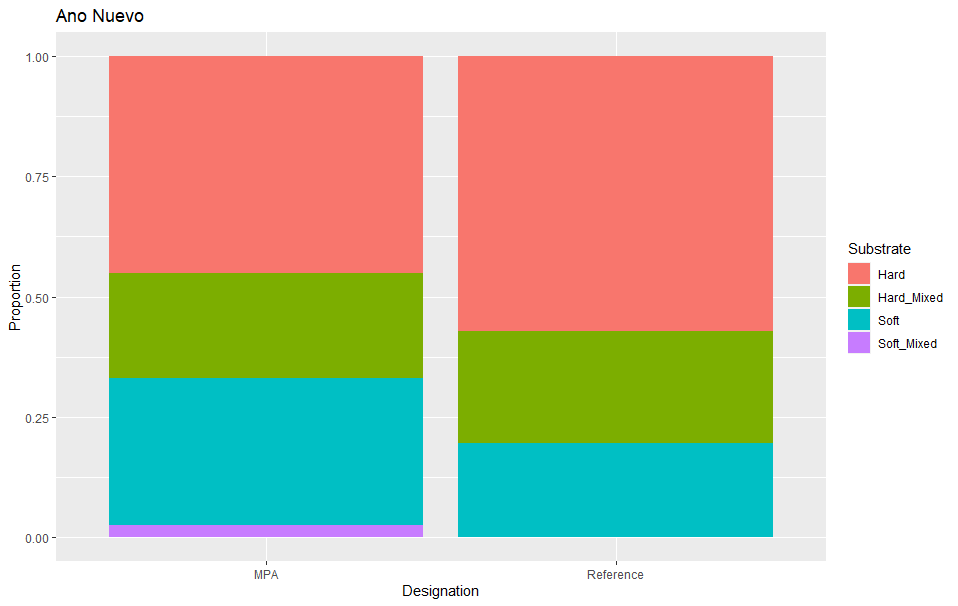 Ano Nuevo
Proportion
1.00
0.75
0.50
0.25
0.00
MPA
Reference
Designation
Substrate
Hard
Hard_Mixed
Soft
Soft_Mixed